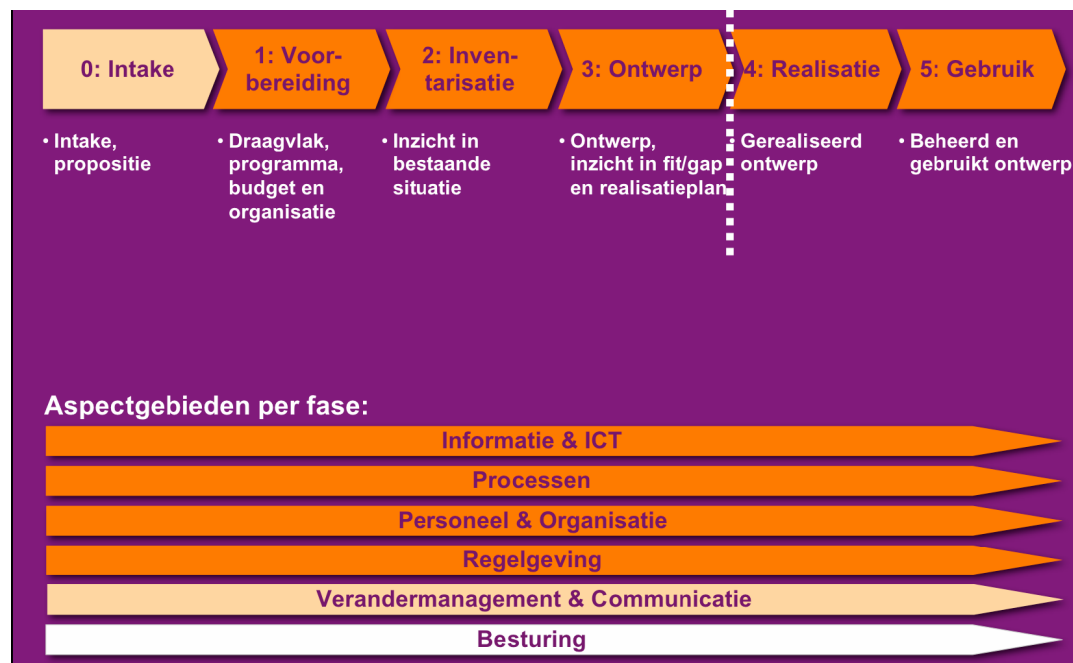 0: Intake
1: Voor-
bereiding
2: Inven-
tarisatie
3: Ontwerp
4: Realisatie
5: Gebruik
• Intake,
propositie
• Draagvlak,
programma,
budget en
organisatie
• Inzicht in
bestaande
situatie
• Ontwerp,
inzicht in fit/gap
en realisatieplan
• Gerealiseerd
ontwerp
• Beheerd en
gebruikt ontwerp
Aspectgebieden per fase:
Informatie & ICT
Processen
Personeel & Organisatie
Regelgeving
Verandermanagement & Communicatie
Besturing